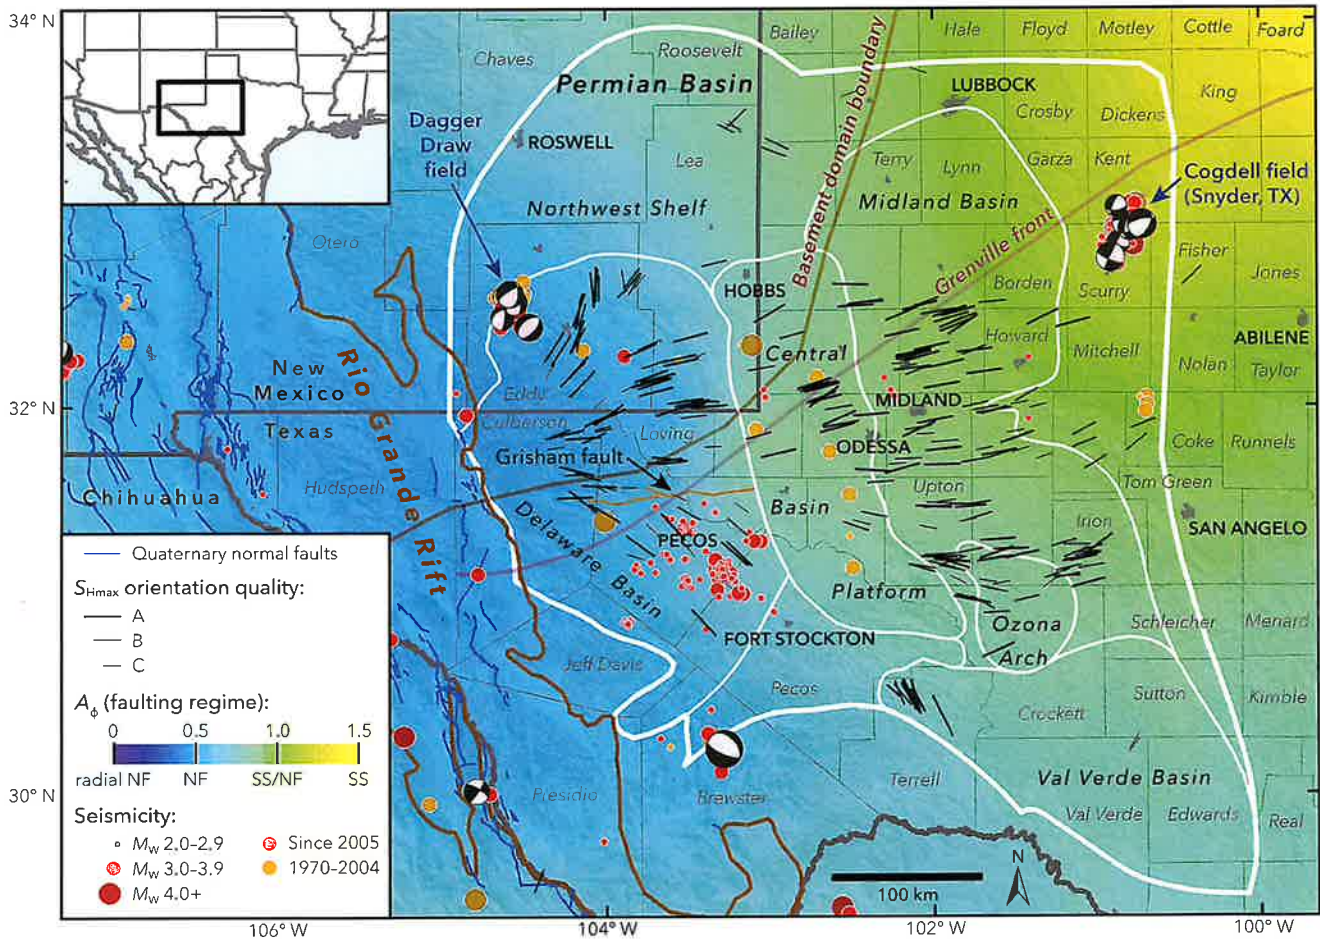 34° N
32° N
30° N
106° W
104° W
102° W
100° W
Chaves
Roosevelt
Bailey
Hale
Floyd
Motley
Cottle
Foard
Permian Basin
LUBBOCK
King
Crosby
Dickens
Dagger
Draw
field
ROSWELL
Lea
Terry
Lynn
Garza
Kent
Cogdell field
(Snyder, TX)
Northwest Shelf
Midland Basin
Basement domain boundary
Grenville front
Otero
HOBBS
Borden
Scurry
Fisher
Jones
Howard
Mitchell
ABILENE
Nolan
Taylor
Central
Basin
Platform
New
Mexico
Texas
Rio Grande Rift
Eddy
Culberson
Loving
MIDLAND
ODESSA
Coke
Runnels
Grisham fault
Chihuahua
Hudspeth
Upton
Tom Green
Irion
SAN ANGELO
Delaware Basin
PECOS
Ozona
Arch
Schleicher
Menard
FORT STOCKTON
Jeff Davis
Pecos
Crockett
Sutton
Kimble
Terrell
Val Verde Basin
Val Verde
Edwards
Real
Presidio
Brewster
100 km
N
Quaternary normal faults
SHmax orientation quality:
A
B
C
Aϕ (faulting regime):
0 0.5 1.0 1.5
radial NF NF SS/NF SS
Seismicity:
Mw 2.0–2.9
Mw 3.0–3.9
Mw 4.0+
Since 2005
1970–2004